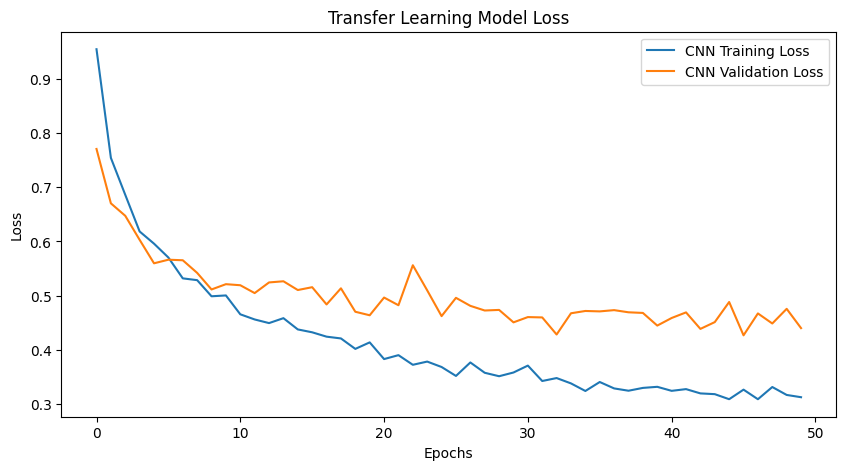 Transfer Learning Model Loss
CNN Training Loss
CNN Validation Loss
Loss
0.9
0.8
0.7
0.6
0.5
0.4
0.3
0 10 20 30 40 50
Epochs